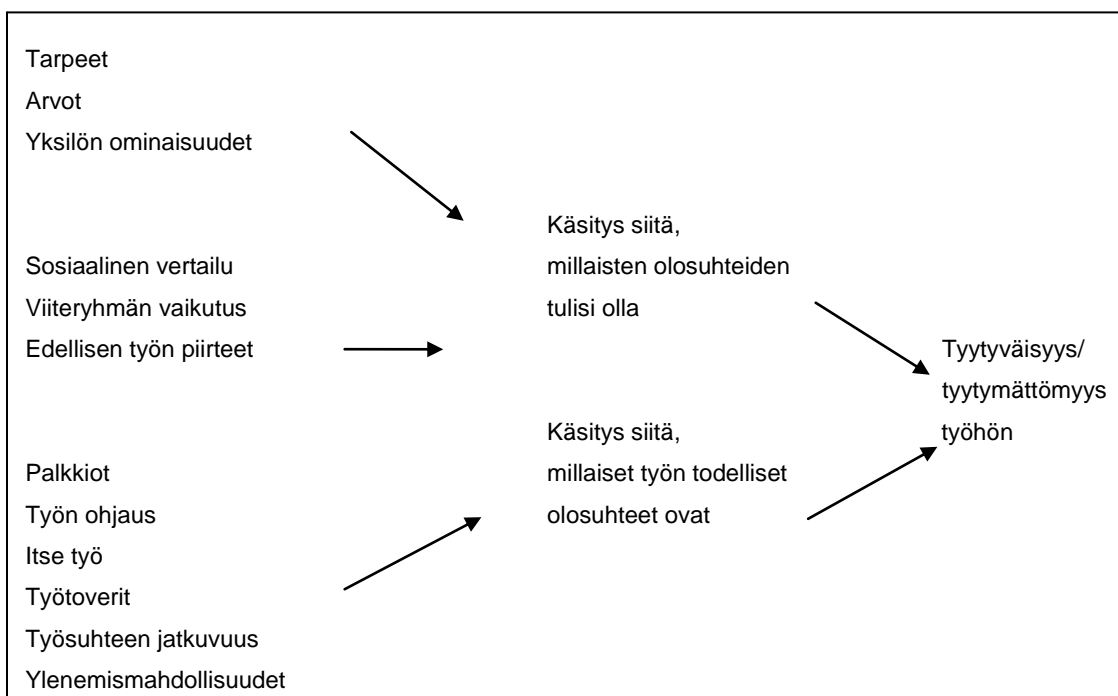 Tarpeet
Arvot
Yksilön ominaisuudet
Sosiaalinen vertailu
Viiteryhmän vaikutus
Edellisen työn piirteet
Palkkiot
Työn ohjaus
Itse työ
Työtoverit
Työsuhteen jatkuvuus
Ylenemismahdollisuudet
Käsitys siitä,
millaisten olosuhteiden
tulisi olla
Käsitys siitä,
millaiset työn todelliset
olosuhteet ovat
Tyytyväisyys/
tyytymättömyys
työhön